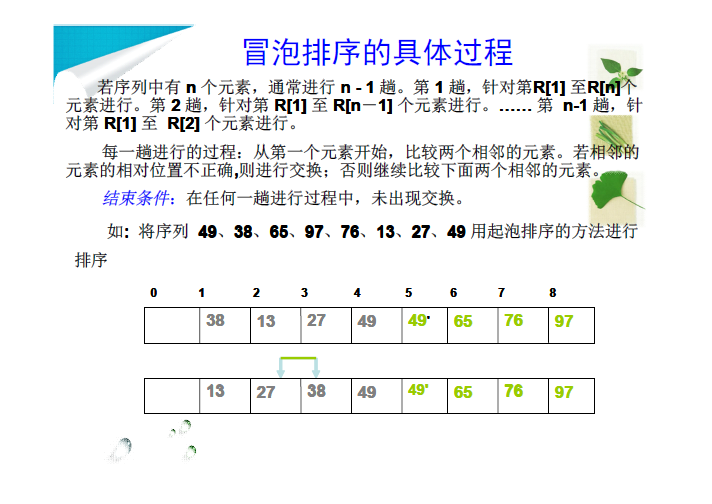 冒泡排序的具体过程
若序列中有 n 个元素，通常进行 n - 1 趟。第 1 趟，针对第R[1] 至R[n]个
元素进行。第 2 趟，针对第 R[1] 至 R[n－1] 个元素进行。…… 第 n-1 趟，针
对第 R[1] 至 R[2] 个元素进行。
每一趟进行的过程：从第一个元素开始，比较两个相邻的元素。若相邻的
元素的相对位置不正确,则进行交换；否则继续比较下面两个相邻的元素。
结束条件：在任何一趟进行过程中，未出现交换。
如: 将序列 49、38、65、97、76、13、27、49 用起泡排序的方法进行
排序
0 1 2 3 4 5 6 7 8
38 13 27 49 49' 65 76 97
13 27 38 49 49' 65 76 97